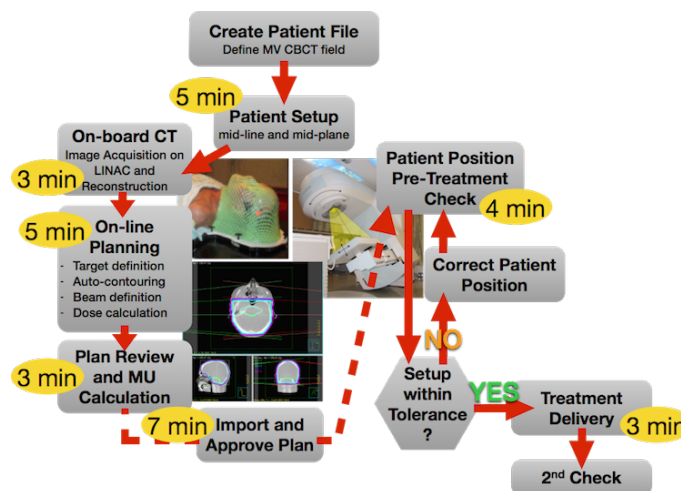 Create Patient File
Define MV CBCT field
5 min
Patient Setup
mid-line and mid-plane
On-board CT
Image Acquisition on
LINAC and
Reconstruction
3 min
5 min
On-line
Planning
- Target definition
- Auto-contouring
- Beam definition
- Dose calculation
Plan Review
and MU
Calculation
3 min
7 min
Import and
Approve Plan
Patient Position
Pre-Treatment
Check
4 min
Correct Patient
Position
NO
Setup
within
Tolerance
?
YES
Treatment
Delivery
3 min
2nd Check